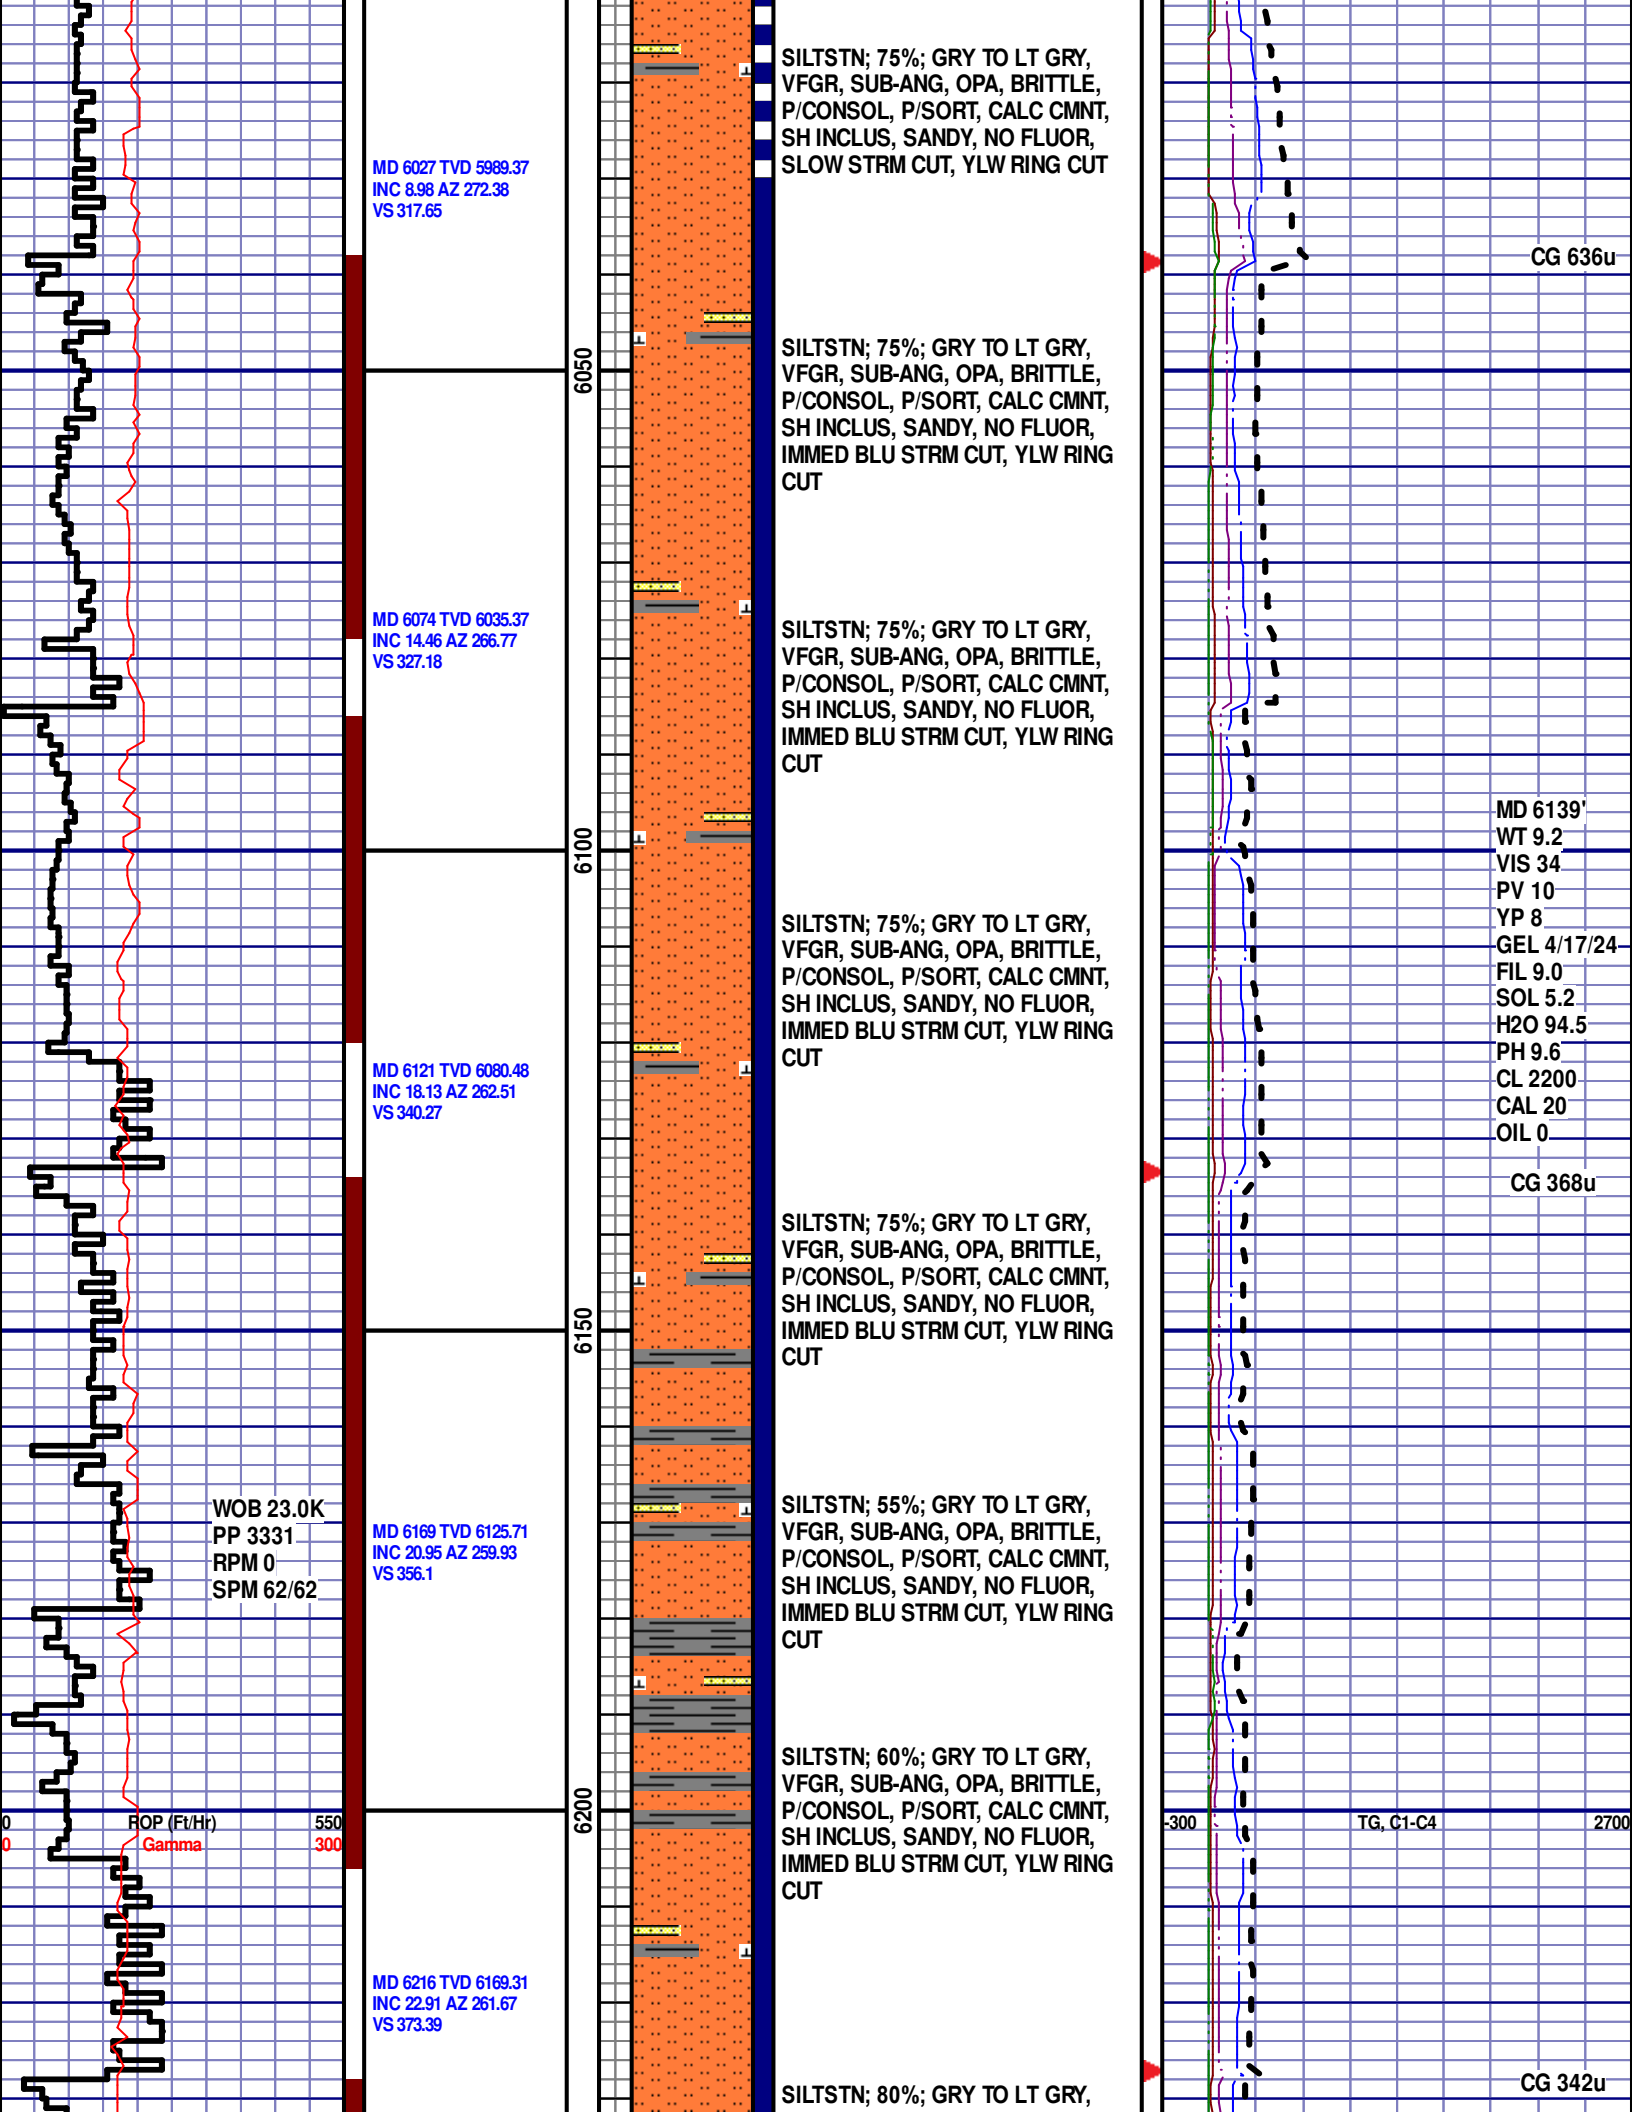 SILTSTN; 75%; GRY TO LT GRY,
VFGR, SUB-ANG, OPA, BRITTLE,
P/CONSOL, P/SORT, CALC CMNT,
SH INCLUS, SANDY, NO FLUOR,
SLOW STRM CUT, YLW RING CUT
MD 6027 TVD 5989.37
INC 8.98 AZ 272.38
VS 317.65
CG 636u
6050
SILTSTN; 75%; GRY TO LT GRY,
VFGR, SUB-ANG, OPA, BRITTLE,
P/CONSOL, P/SORT, CALC CMNT,
SH INCLUS, SANDY, NO FLUOR,
IMMED BLU STRM CUT, YLW RING
CUT
MD 6074 TVD 6035.37
INC 14.46 AZ 266.77
VS 327.18
SILTSTN; 75%; GRY TO LT GRY,
VFGR, SUB-ANG, OPA, BRITTLE,
P/CONSOL, P/SORT, CALC CMNT,
SH INCLUS, SANDY, NO FLUOR,
IMMED BLU STRM CUT, YLW RING
CUT
6100
MD 6139'
WT 9.2
VIS 34
PV 10
YP 8
GEL 4/17/24
FIL 9.0
SOL 5.2
H2O 94.5
PH 9.6
CL 2200
CAL 20
OIL 0
SILTSTN; 75%; GRY TO LT GRY,
VFGR, SUB-ANG, OPA, BRITTLE,
P/CONSOL, P/SORT, CALC CMNT,
SH INCLUS, SANDY, NO FLUOR,
IMMED BLU STRM CUT, YLW RING
CUT
MD 6121 TVD 6080.48
INC 18.13 AZ 262.51
VS 340.27
CG 368u
SILTSTN; 75%; GRY TO LT GRY,
VFGR, SUB-ANG, OPA, BRITTLE,
P/CONSOL, P/SORT, CALC CMNT,
SH INCLUS, SANDY, NO FLUOR,
IMMED BLU STRM CUT, YLW RING
CUT
6150
WOB 23.0K
PP 3331
RPM 0
SPM 62/62
MD 6169 TVD 6125.71
INC 20.95 AZ 259.93
VS 356.1
SILTSTN; 55%; GRY TO LT GRY,
VFGR, SUB-ANG, OPA, BRITTLE,
P/CONSOL, P/SORT, CALC CMNT,
SH INCLUS, SANDY, NO FLUOR,
IMMED BLU STRM CUT, YLW RING
CUT
SILTSTN; 60%; GRY TO LT GRY,
VFGR, SUB-ANG, OPA, BRITTLE,
P/CONSOL, P/SORT, CALC CMNT,
SH INCLUS, SANDY, NO FLUOR,
IMMED BLU STRM CUT, YLW RING
CUT
6200
0 ROP (Ft/Hr) 550
0 Gamma 300
-300 TG, C1-C4 2700
MD 6216 TVD 6169.31
INC 22.91 AZ 261.67
VS 373.39
CG 342u
SILTSTN; 80%; GRY TO LT GRY,